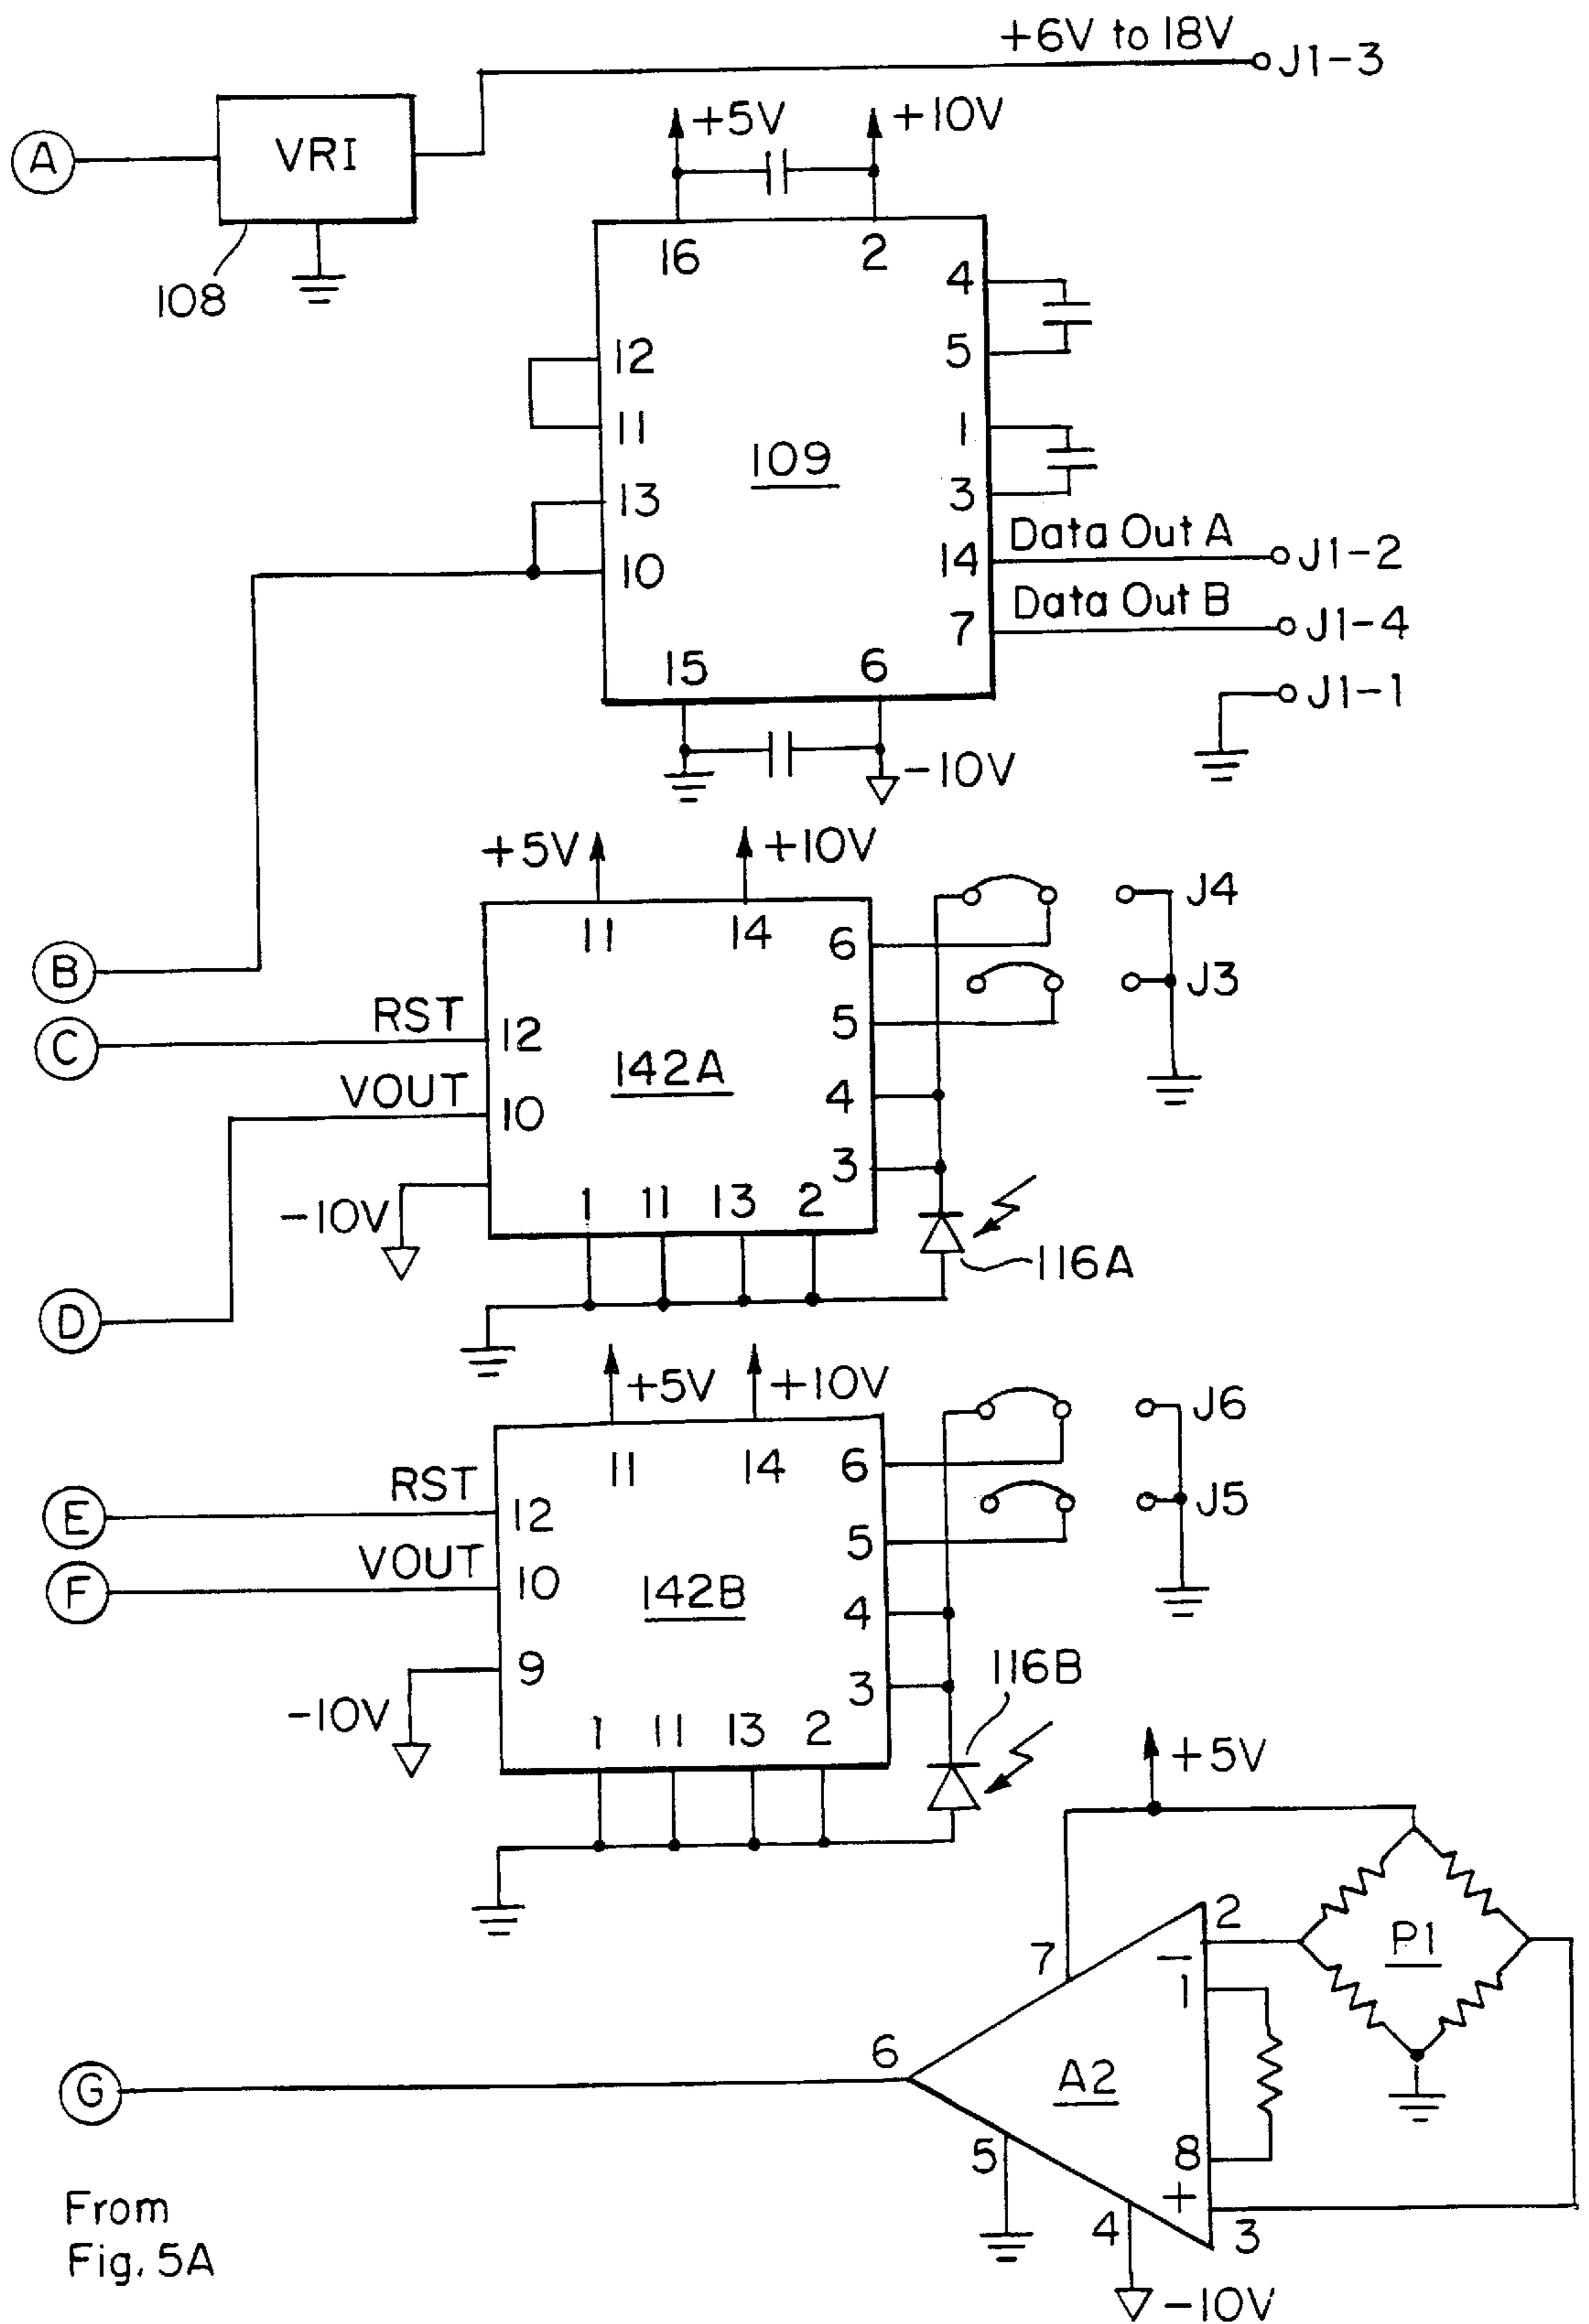 +6V to 18V
J1-3
A
VRI
108
+5V
+10V
16
2
4
5
12
11
1
109
3
13
10
14
Data Out A
J1-2
7
Data Out B
J1-4
15
6
J1-1
-10V
+5V
+10V
11
14
6
J4
B
5
J3
C
RST
12
142A
4
VOUT
10
3
-10V
1
11
13
2
116A
D
+5V
+10V
11
14
6
J6
E
RST
12
5
J5
F
VOUT
10
142B
4
9
3
116B
-10V
1
11
13
2
+5V
7
2
P1
−
1
6
A2
G
5
8
+
4
3
-10V
From
Fig. 5A